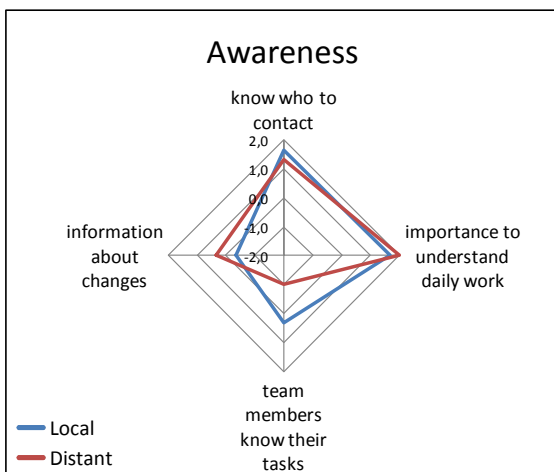 Awareness
know who to
contact
2,0
1,0
0,0
-1,0
-2,0
information
about
changes
importance to
understand
daily work
team
members
know their
tasks
Local
Distant